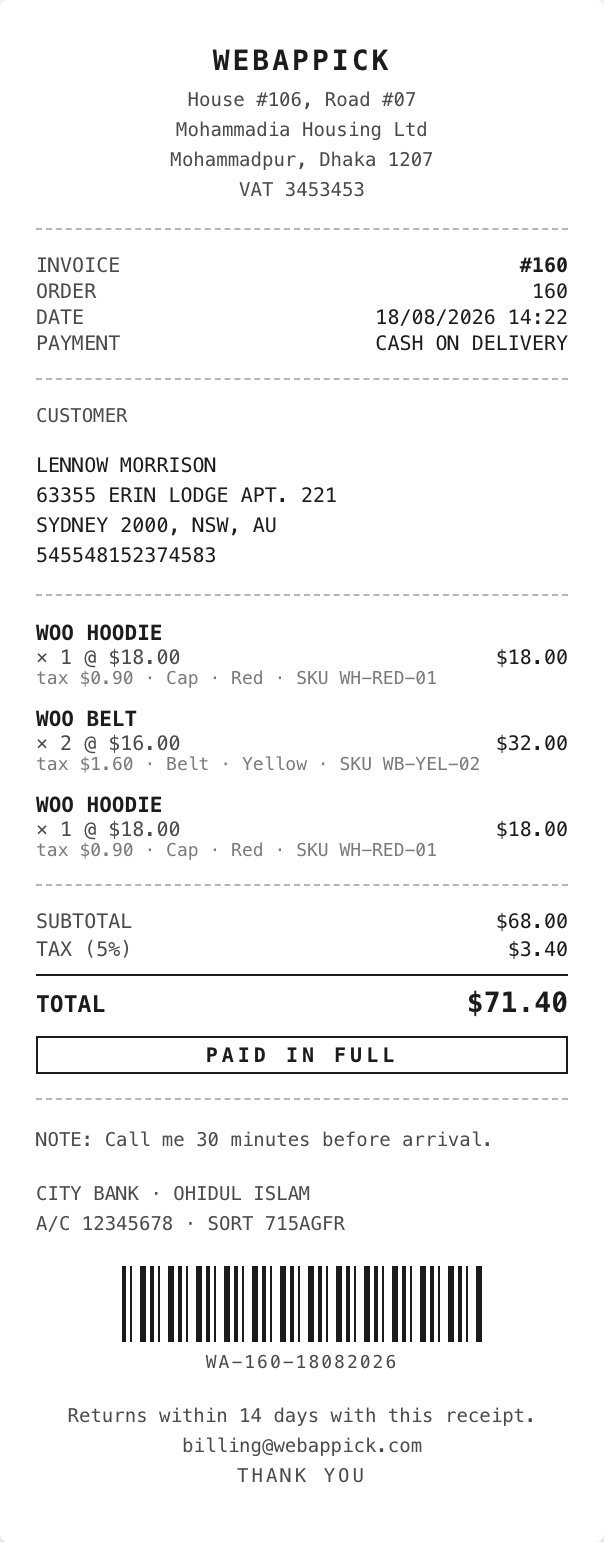 WEBAPPICK
House #106, Road #07
Mohammadia Housing Ltd
Mohammadpur, Dhaka 1207
VAT 3453453
INVOICE #160
ORDER 160
DATE 18/08/2026 14:22
PAYMENT CASH ON DELIVERY
CUSTOMER
LENNOW MORRISON
63355 ERIN LODGE APT. 221
SYDNEY 2000, NSW, AU
545548152374583
WOO HOODIE
× 1 @ $18.00 $18.00
tax $0.90 · Cap · Red · SKU WH-RED-01
WOO BELT
× 2 @ $16.00 $32.00
tax $1.60 · Belt · Yellow · SKU WB-YEL-02
WOO HOODIE
× 1 @ $18.00 $18.00
tax $0.90 · Cap · Red · SKU WH-RED-01
SUBTOTAL $68.00
TAX (5%) $3.40
TOTAL $71.40
PAID IN FULL
NOTE: Call me 30 minutes before arrival.
CITY BANK · OHIDUL ISLAM
A/C 12345678 · SORT 715AGFR
WA-160-18082026
Returns within 14 days with this receipt.
billing@webappick.com
THANK YOU